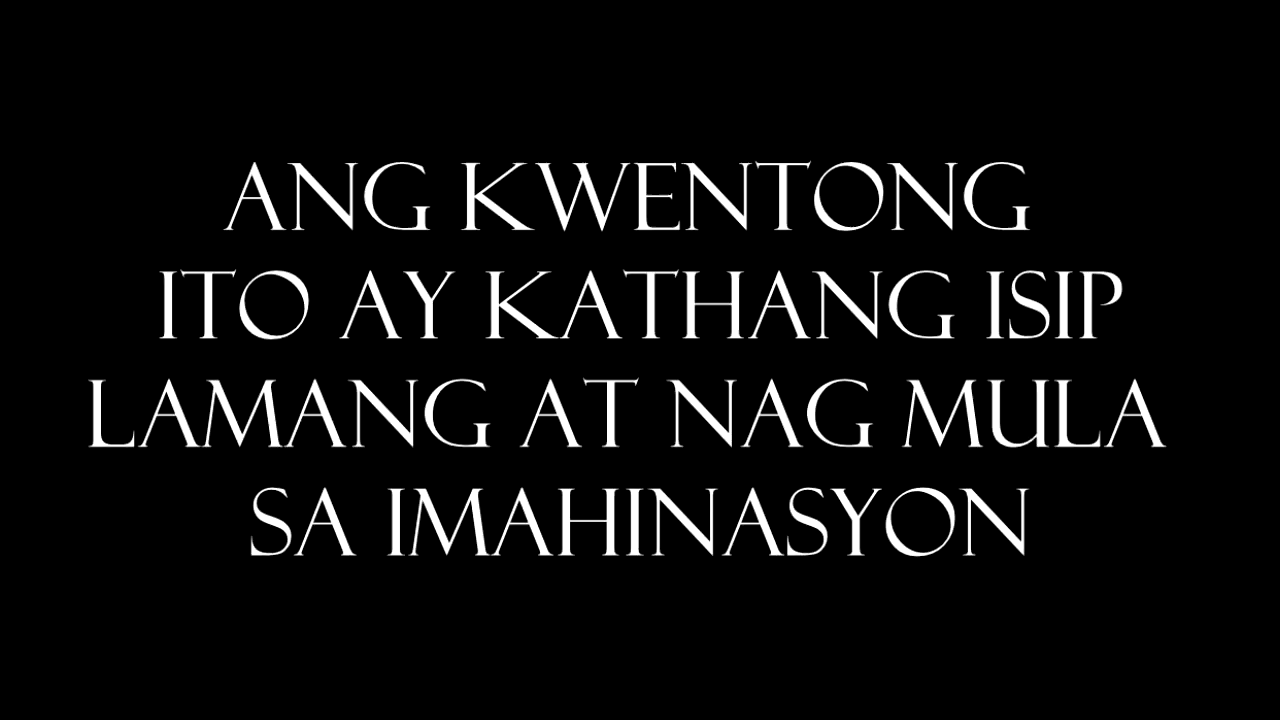 ANG KWENTONG
ITO AY KATHANG ISIP
LAMANG AT NAG MULA
SA IMAHINASYON